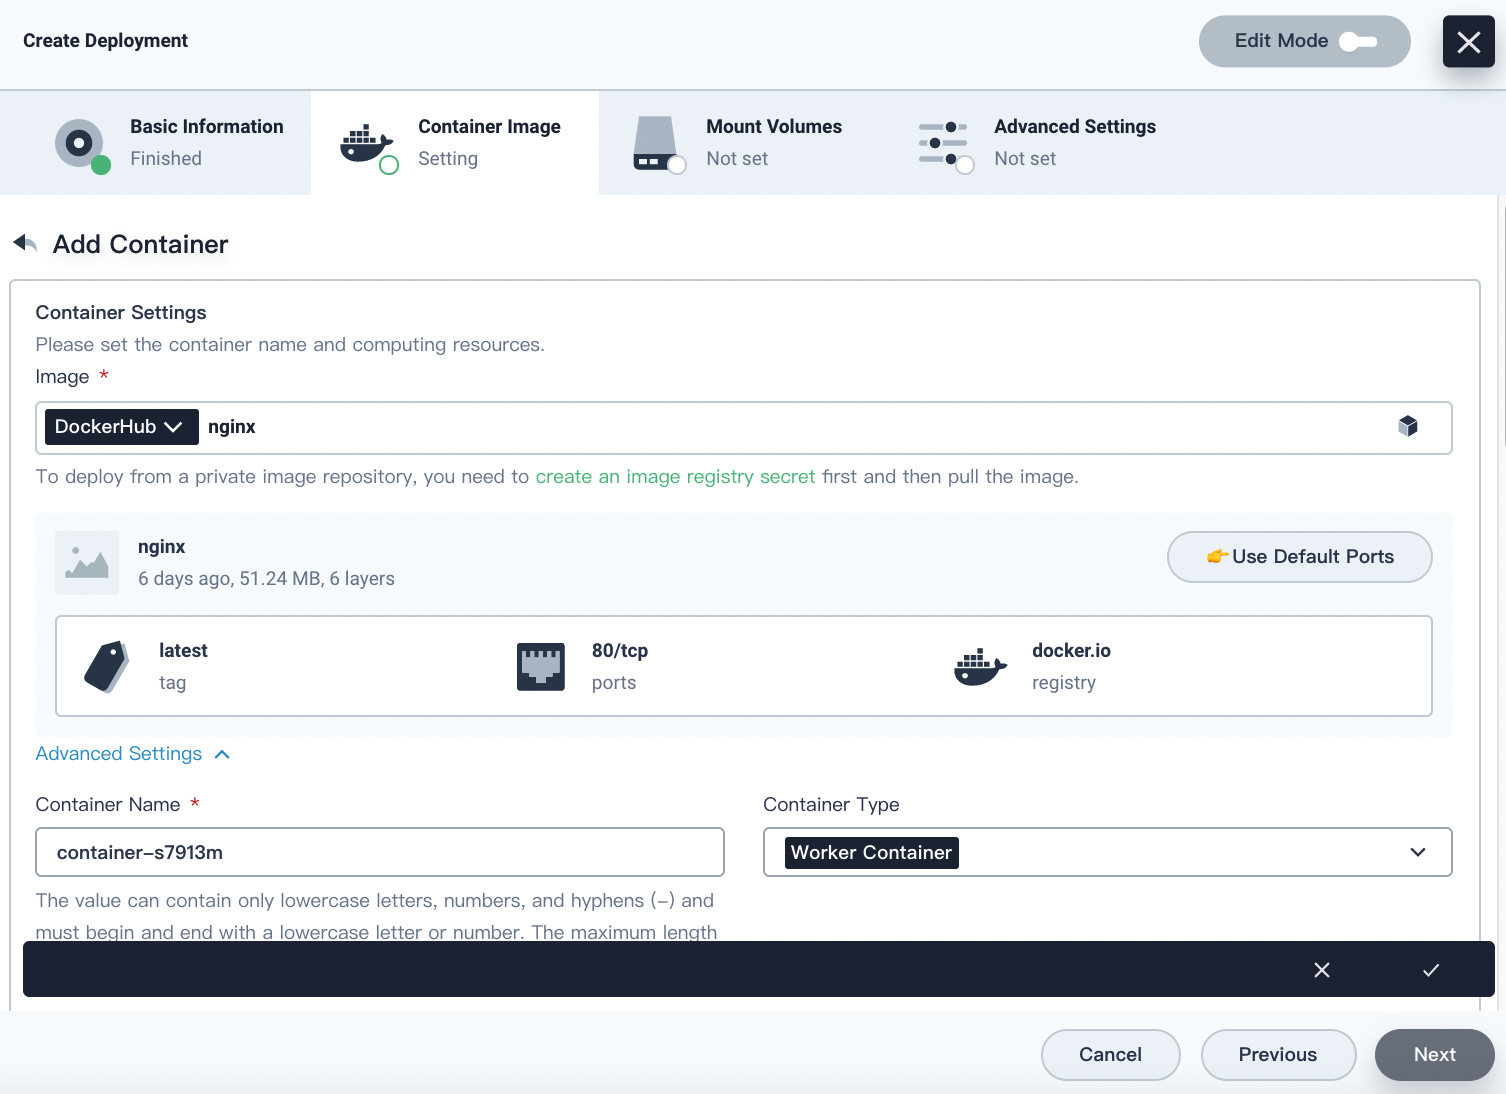 Create Deployment
Edit Mode
Basic Information
Finished
Container Image
Setting
Mount Volumes
Not set
Advanced Settings
Not set
Add Container
Container Settings
Please set the container name and computing resources.
Image *
DockerHub nginx
To deploy from a private image repository, you need to create an image registry secret first and then pull the image.
nginx
6 days ago, 51.24 MB, 6 layers
👉Use Default Ports
latest
tag
80/tcp
ports
docker.io
registry
Advanced Settings
Container Name *
container-s7913m
The value can contain only lowercase letters, numbers, and hyphens (-) and
must begin and end with a lowercase letter or number. The maximum length
Container Type
Worker Container
Cancel
Previous
Next